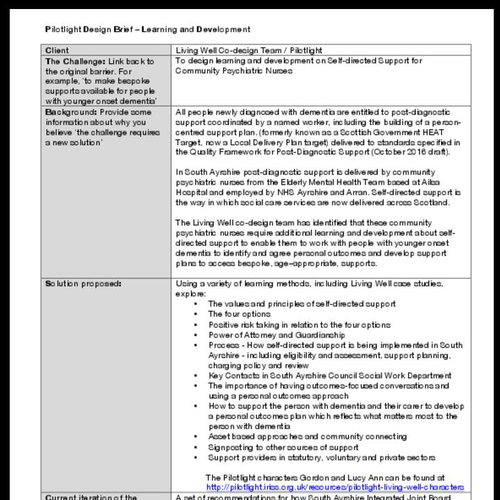 Pilotlight Design Brief – Learning and Development
Client
Living Well Co-design Team / Pilotlight
The Challenge: Link back
to the original barrier. For
example, 'to make bespoke
supports available for people
with younger onset dementia'
To design learning and development on Self-directed Support for
Community Psychiatric Nurses
Background: Provide some
information about why you
believe 'the challenge requires
a new solution'
All people newly diagnosed with dementia are entitled to post-diagnostic
support coordinated by a named worker, including the building of a person-
centred support plan. (formerly known as a Scottish Government HEAT
Target, now a Local Delivery Plan target) delivered to standards specified in
the Quality Framework for Post-Diagnostic Support (October 2016 draft).
In South Ayrshire post-diagnostic support is delivered by community
psychiatric nurses from the Elderly Mental Health Team based at Ailsa
Hospital and employed by NHS Ayrshire and Arran. Self-directed support is
the way in which social care services are now delivered across Scotland.
The Living Well co-design team has identified that these community
psychiatric nurses require additional learning and development about self-
directed support to enable them to work with people with younger onset
dementia to identify and agree personal outcomes and develop support
plans to access bespoke, age–appropriate, supports.
Solution proposed:
Using a variety of learning methods, including Living Well case studies,
explore:
• The values and principles of self-directed support
• The four options
• Positive risk taking in relation to the four options
• Power of Attorney and Guardianship
• Process - How self-directed support is being implemented in South
Ayrshire - including eligibility and assessment, support planning,
charging policy and review
• Key Contacts in South Ayrshire Council Social Work Department
• The importance of having outcomes-focused conversations and
using a personal outcomes approach
• How to support the person with dementia and their carer to develop
a personal outcomes plan which reflects what matters most to the
person with dementia
• Asset based approaches and community connecting
• Signposting to other sources of support
• Support providers in statutory, voluntary and private sectors
The Pilotlight characters Gordon and Lucy Ann can be found at
http://pilotlight.iriss.org.uk/resources/pilotlight-living-well-characters
Current iteration of the
A set of recommendations for how South Ayrshire Integrated Joint Board